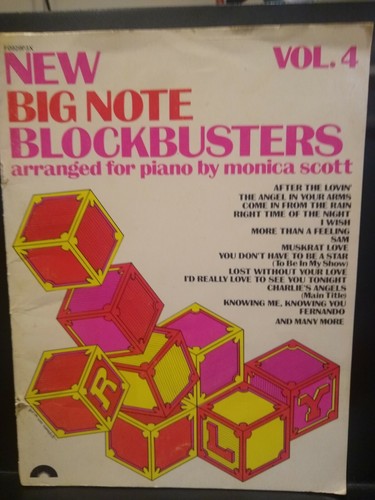 NEW
VOL. 4
BIG NOTE
BLOCKBUSTERS
arranged for piano by monica scott
AFTER THE LOVIN'
THE ANGEL IN YOUR ARMS
COME IN FROM THE RAIN
RIGHT TIME OF THE NIGHT
I WISH
MORE THAN A FEELING
SAM
MUSKRAT LOVE
YOU DON'T HAVE TO BE A STAR
(To Be In My Show)
LOST WITHOUT YOUR LOVE
I'D REALLY LOVE TO SEE YOU TONIGHT
CHARLIE'S ANGELS
(Main Title)
KNOWING ME, KNOWING YOU
FERNANDO
AND MANY MORE
R
L
Y